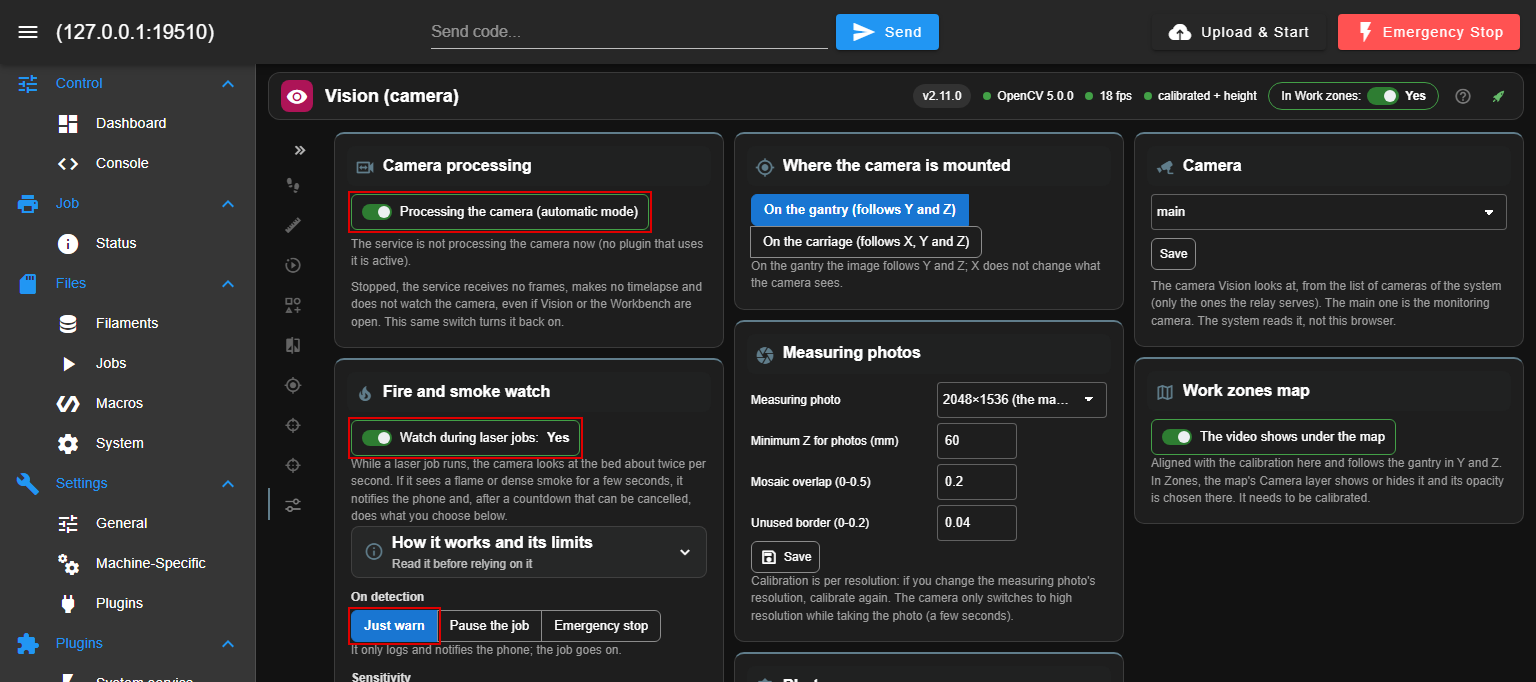 (127.0.0.1:19510)
Send code...
Send
Upload & Start
Emergency Stop
Control
Dashboard
Console
Job
Status
Files
Filaments
Jobs
Macros
System
Settings
General
Machine-Specific
Plugins
Plugins
Vision (camera)
v2.11.0
OpenCV 5.0.0
18 fps
calibrated + height
In Work zones: Yes
Camera processing
Processing the camera (automatic mode)
The service is not processing the camera now (no plugin that uses
it is active).
Stopped, the service receives no frames, makes no timelapse and
does not watch the camera, even if Vision or the Workbench are
open. This same switch turns it back on.
Fire and smoke watch
Watch during laser jobs: Yes
While a laser job runs, the camera looks at the bed about twice per
second. If it sees a flame or dense smoke for a few seconds, it
notifies the phone and, after a countdown that can be cancelled,
does what you choose below.
How it works and its limits
Read it before relying on it
On detection
Just warn
Pause the job
Emergency stop
It only logs and notifies the phone; the job goes on.
Sensitivity
Where the camera is mounted
On the gantry (follows Y and Z)
On the carriage (follows X, Y and Z)
On the gantry the image follows Y and Z; X does not change what
the camera sees.
Measuring photos
Measuring photo
2048×1536 (the ma...
Minimum Z for photos (mm)
60
Mosaic overlap (0-0.5)
0.2
Unused border (0-0.2)
0.04
Save
Calibration is per resolution: if you change the measuring photo's
resolution, calibrate again. The camera only switches to high
resolution while taking the photo (a few seconds).
Camera
main
Save
The camera Vision looks at, from the list of cameras of the system
(only the ones the relay serves). The main one is the monitoring
camera. The system reads it, not this browser.
Work zones map
The video shows under the map
Aligned with the calibration here and follows the gantry in Y and Z.
In Zones, the map's Camera layer shows or hides it and its opacity
is chosen there. It needs to be calibrated.